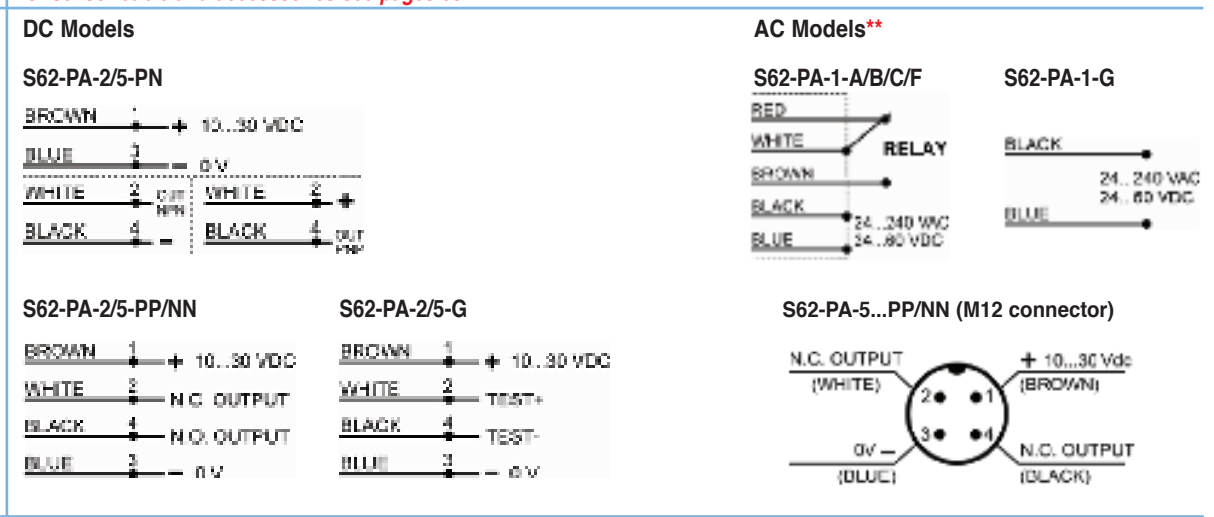 DC Models
AC Models**
S62-PA-2/5-PN
BROWN 1 + 10...30 VDC
BLUE 3 - 0 V
WHITE 2 OUT NPN
BLACK 4 -
WHITE 2 +
BLACK 4 OUT PNP
S62-PA-1-A/B/C/F
RED
WHITE
RELAY
BROWN
BLACK
24...240 VAC
BLUE
24...60 VDC
S62-PA-1-G
BLACK
24...240 VAC
24...60 VDC
BLUE
S62-PA-2/5-PP/NN
BROWN 1 + 10...30 VDC
WHITE 2 N.C. OUTPUT
BLACK 4 N.O. OUTPUT
BLUE 3 - 0 V
S62-PA-2/5-G
BROWN 1 + 10...30 VDC
WHITE 2 TEST+
BLACK 4 TEST-
BLUE 3 - 0 V
S62-PA-5...PP/NN (M12 connector)
N.C. OUTPUT
(WHITE)
+ 10...30 Vdc
(BROWN)
2 1
3 4
0V -
(BLUE)
N.O. OUTPUT
(BLACK)